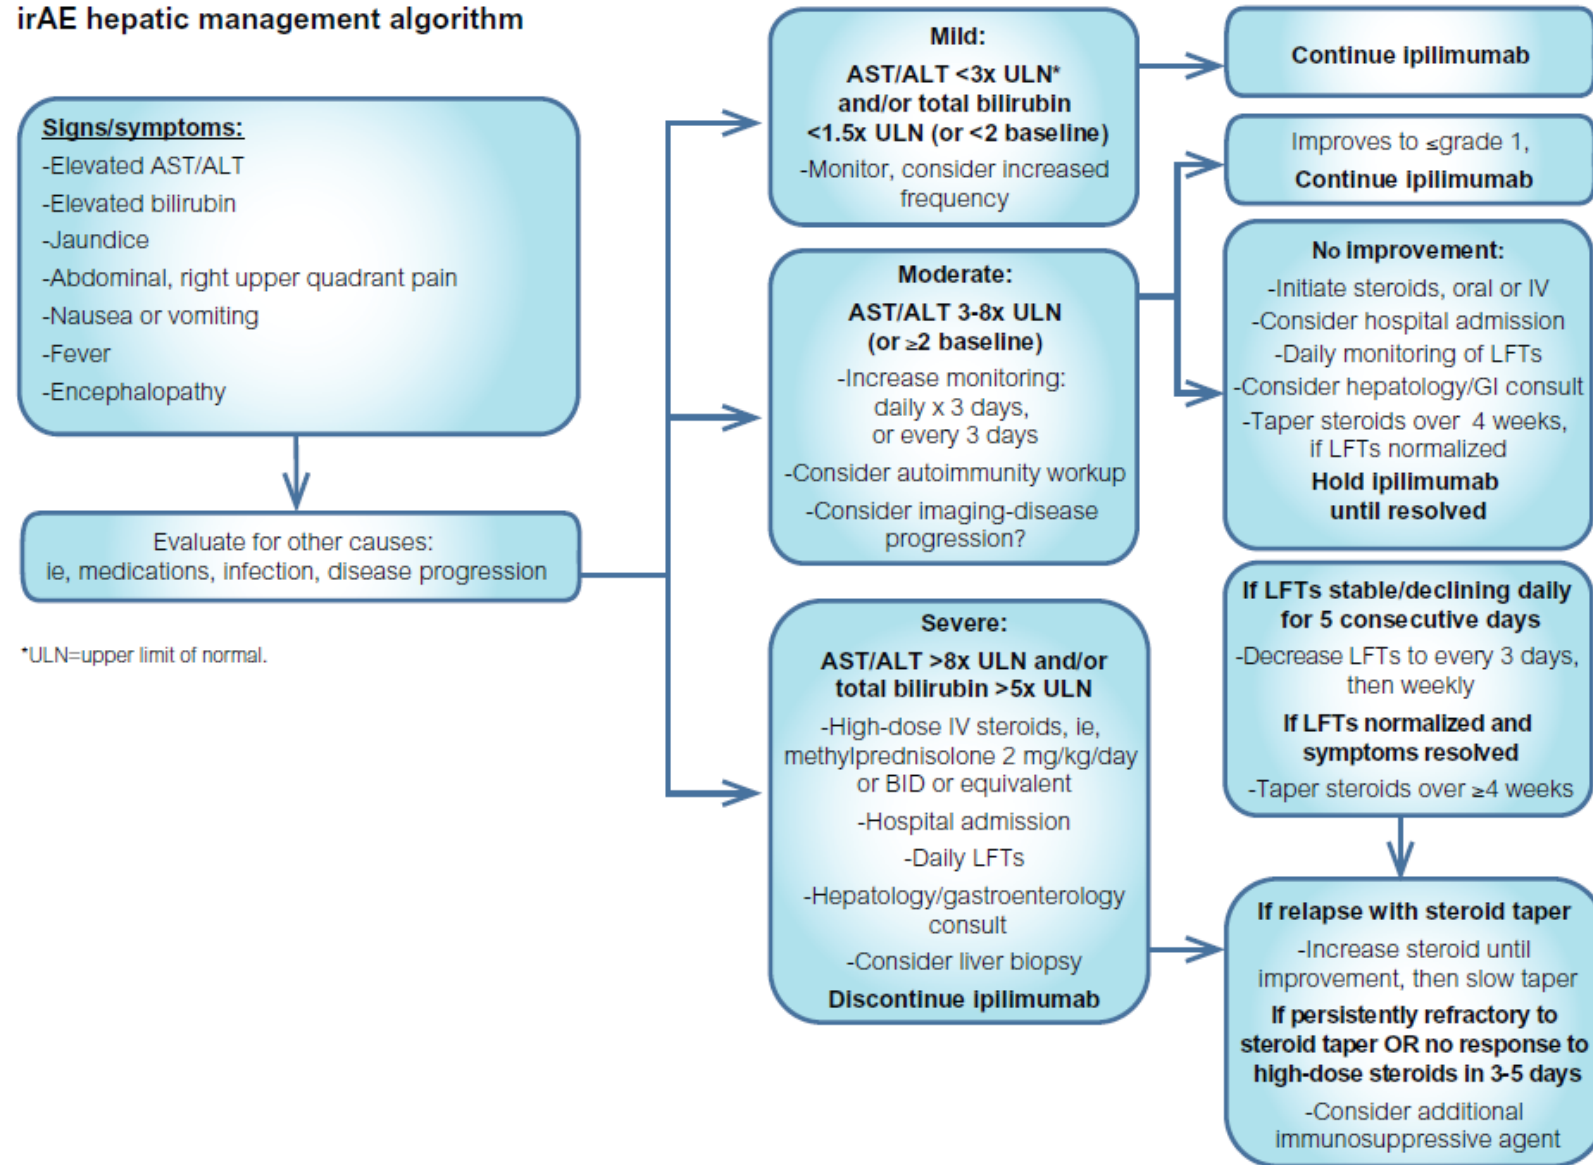 irAE hepatic management algorithm
Signs/symptoms:
-Elevated AST/ALT
-Elevated bilirubin
-Jaundice
-Abdominal, right upper quadrant pain
-Nausea or vomiting
-Fever
-Encephalopathy
Evaluate for other causes:
ie, medications, infection, disease progression
*ULN=upper limit of normal.
Mild:
AST/ALT <3x ULN*
and/or total bilirubin
<1.5x ULN (or <2 baseline)
-Monitor, consider increased
frequency
Moderate:
AST/ALT 3-8x ULN
(or ≥2 baseline)
-Increase monitoring:
daily x 3 days,
or every 3 days
-Consider autoimmunity workup
-Consider imaging-disease
progression?
Severe:
AST/ALT >8x ULN and/or
total bilirubin >5x ULN
-High-dose IV steroids, ie,
methylprednisolone 2 mg/kg/day
or BID or equivalent
-Hospital admission
-Daily LFTs
-Hepatology/gastroenterology
consult
-Consider liver biopsy
Discontinue ipilimumab
Continue ipilimumab
Improves to ≤grade 1,
Continue ipilimumab
No improvement:
-Initiate steroids, oral or IV
-Consider hospital admission
-Daily monitoring of LFTs
-Consider hepatology/GI consult
-Taper steroids over 4 weeks,
if LFTs normalized
Hold ipilimumab
until resolved
If LFTs stable/declining daily
for 5 consecutive days
-Decrease LFTs to every 3 days,
then weekly
If LFTs normalized and
symptoms resolved
-Taper steroids over ≥4 weeks
If relapse with steroid taper
-Increase steroid until
improvement, then slow taper
If persistently refractory to
steroid taper OR no response to
high-dose steroids in 3-5 days
-Consider additional
immunosuppressive agent